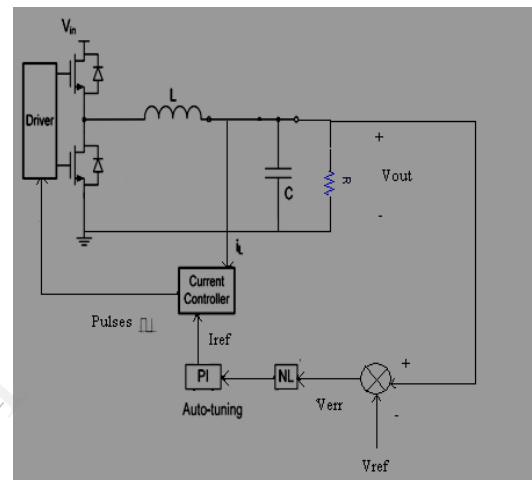 Vin
L
Driver
+
R
Vout
C
-
iL
Current
Controller
Pulses
Iref
+
PI
NL
Verr
-
Auto-tuning
Vref